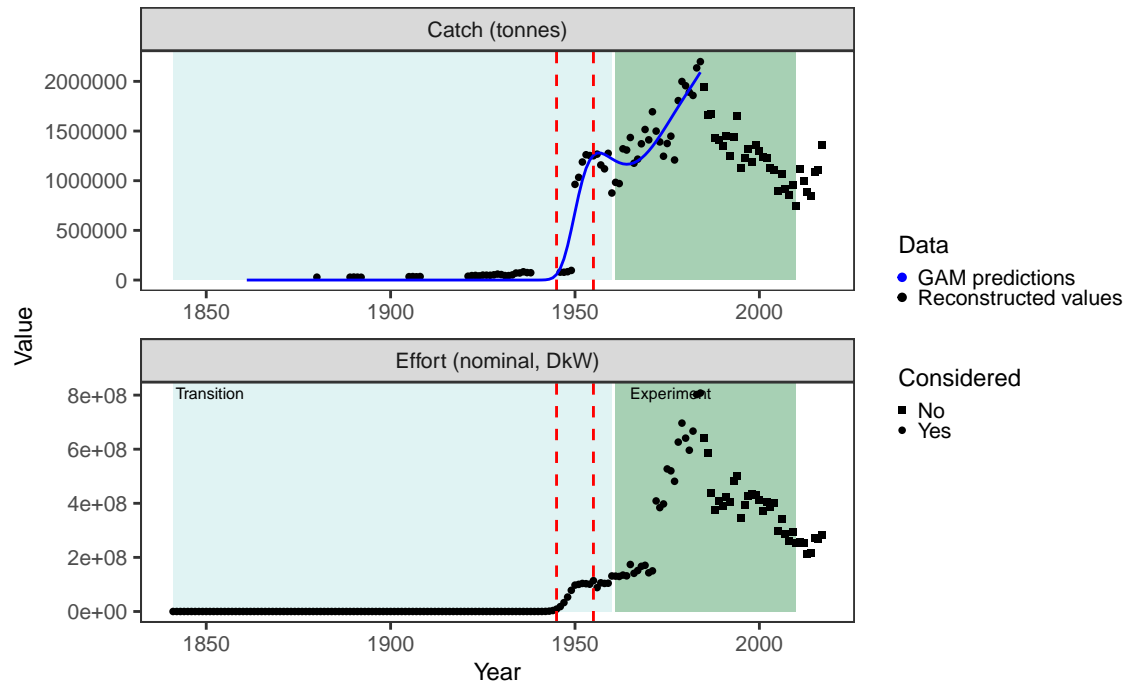 Catch (tonnes)
2000000
1500000
1000000
500000
0
1850
1900
1950
2000
Value
Effort (nominal, DkW)
Transition
Experiment
8e+08
6e+08
4e+08
2e+08
0e+00
1850
1900
1950
2000
Year
Data
GAM predictions
Reconstructed values
Considered
No
Yes